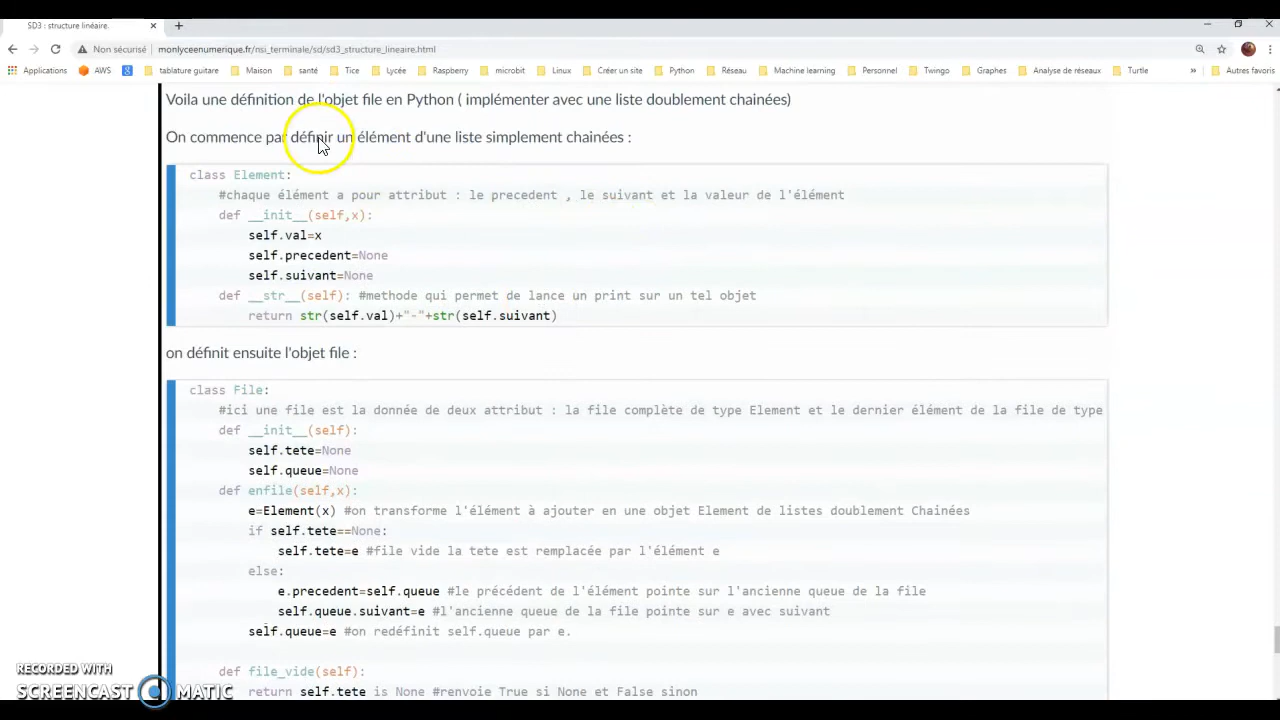 SD3 : structure linéaire.
Non sécurisé monlyceenumerique.fr/nsi_terminale/sd/sd3_structure_lineaire.html
Applications AWS tablature guitare Maison santé Tice Lycée Raspberry microbit Linux Créer un site Python Réseau Machine learning Personnel Twingo Graphes Analyse de réseaux Turtle » Autres favoris
Voila une définition de l'objet file en Python ( implémenter avec une liste doublement chainées)
On commence par définir un élément d'une liste simplement chainées :
class Element:
#chaque élément a pour attribut : le precedent , le suivant et la valeur de l'élément
def __init__(self,x):
self.val=x
self.precedent=None
self.suivant=None
def __str__(self): #methode qui permet de lance un print sur un tel objet
return str(self.val)+"-"+str(self.suivant)
on définit ensuite l'objet file :
class File:
#ici une file est la donnée de deux attribut : la file complète de type Element et le dernier élément de la file de type
def __init__(self):
self.tete=None
self.queue=None
def enfile(self,x):
e=Element(x) #on transforme l'élément à ajouter en une objet Element de listes doublement Chainées
if self.tete==None:
self.tete=e #file vide la tete est remplacée par l'élément e
else:
e.precedent=self.queue #le précédent de l'élément pointe sur l'ancienne queue de la file
self.queue.suivant=e #l'ancienne queue de la file pointe sur e avec suivant
self.queue=e #on redéfinit self.queue par e.
def file_vide(self):
return self.tete is None #renvoie True si None et False sinon
RECORDED WITH
SCREENCAST MATIC